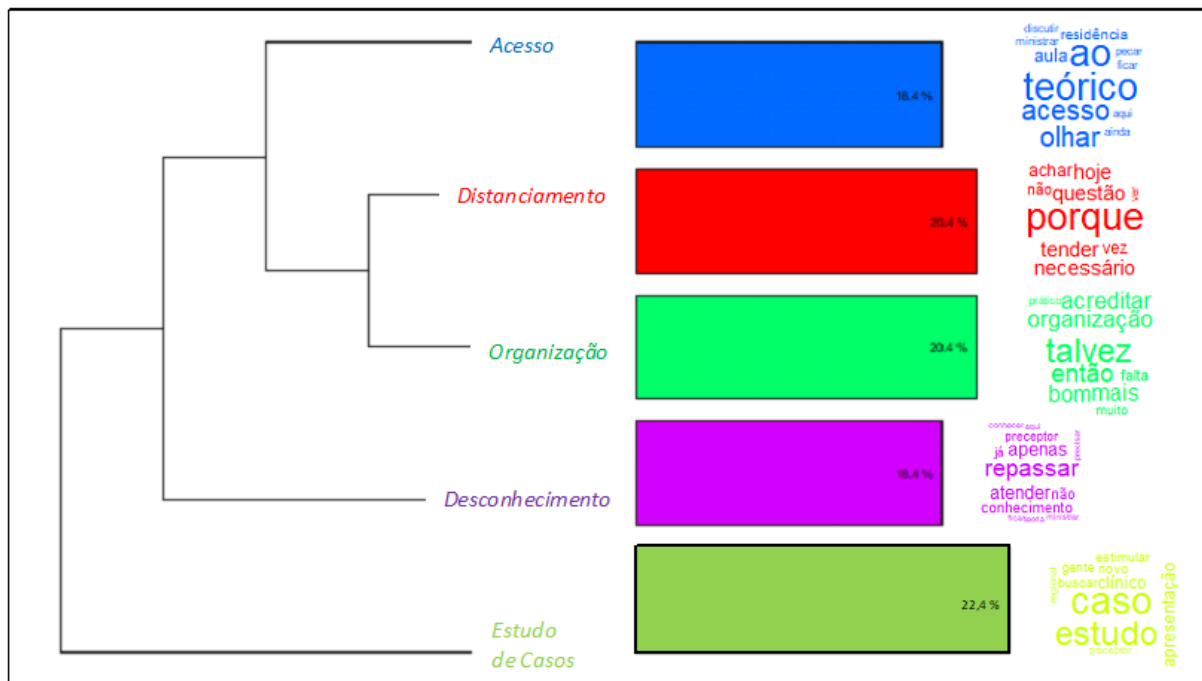 Acesso
18.4 %
discutir
residência
ministrar
aula ao pecar
ficar
teórico
acesso aqui
olhar ainda
Distanciamento
20.4 %
achar hoje
não questão
porque
tender vez
necessário
Organização
20.4 %
prático acreditar
organização
talvez
então falta
bom mais
muito
Desconhecimento
18.4 %
conhecer aqui
preceptor
precisar
já apenas
repassar
atender não
conhecimento
ministrar
Estudo
de Casos
22,4 %
estimular
gente novo
buscar clínico
regional
caso
apresentação
estudo
preceptor